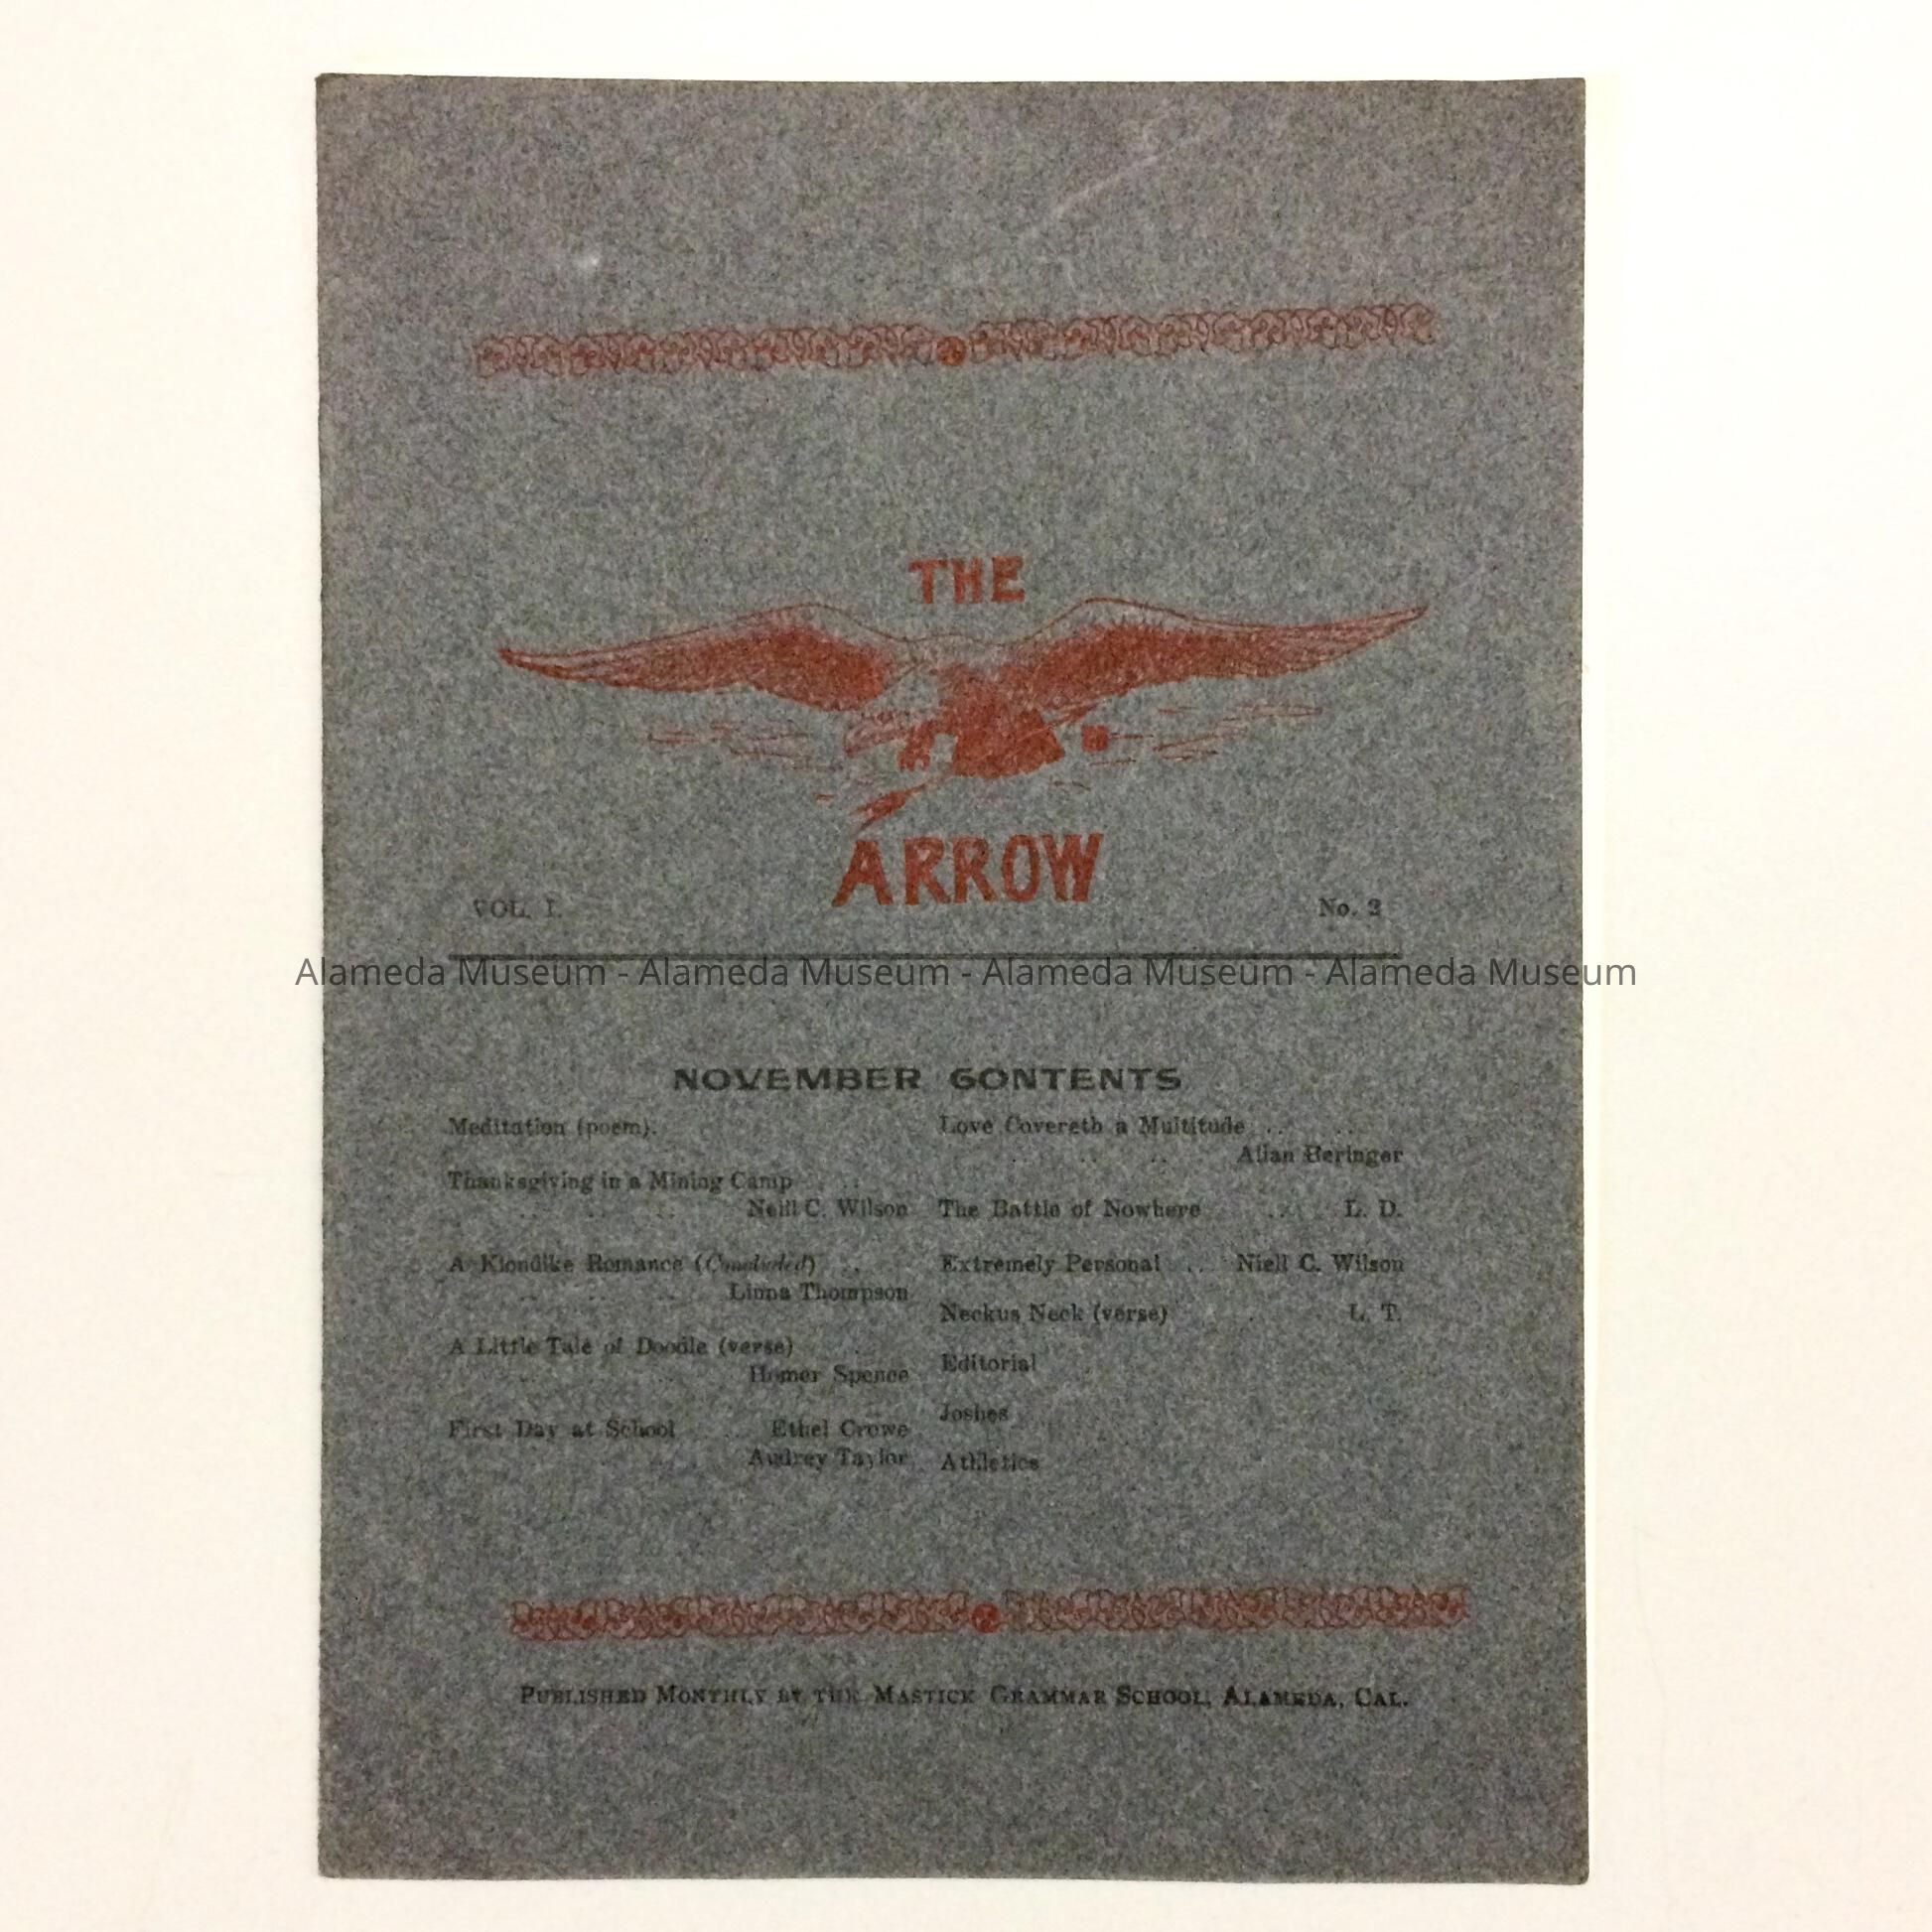 THE
ARROW
VOL. I.
No. 3
Alameda Museum - Alameda Museum - Alameda Museum - Alameda Museum
NOVEMBER CONTENTS
Meditation (poem).
Thanksgiving in a Mining Camp ..
.. .. .. Neill C. Wilson
A Klondike Romance (Concluded) ..
.. .. .. Linna Thompson
A Little Tale of Doodle (verse)
Homer Spence
First Day at School .. Ethel Crowe
Audrey Taylor
Love Covereth a Multitude .. ..
.. .. .. Allan Beringer
The Battle of Nowhere .. L. D.
Extremely Personal .. Niell C. Wilson
Neckus Neck (verse) . L. T.
Editorial
Joshes
Athletics
PUBLISHED MONTHLY BY THE MASTICK GRAMMAR SCHOOL, ALAMEDA, CAL.